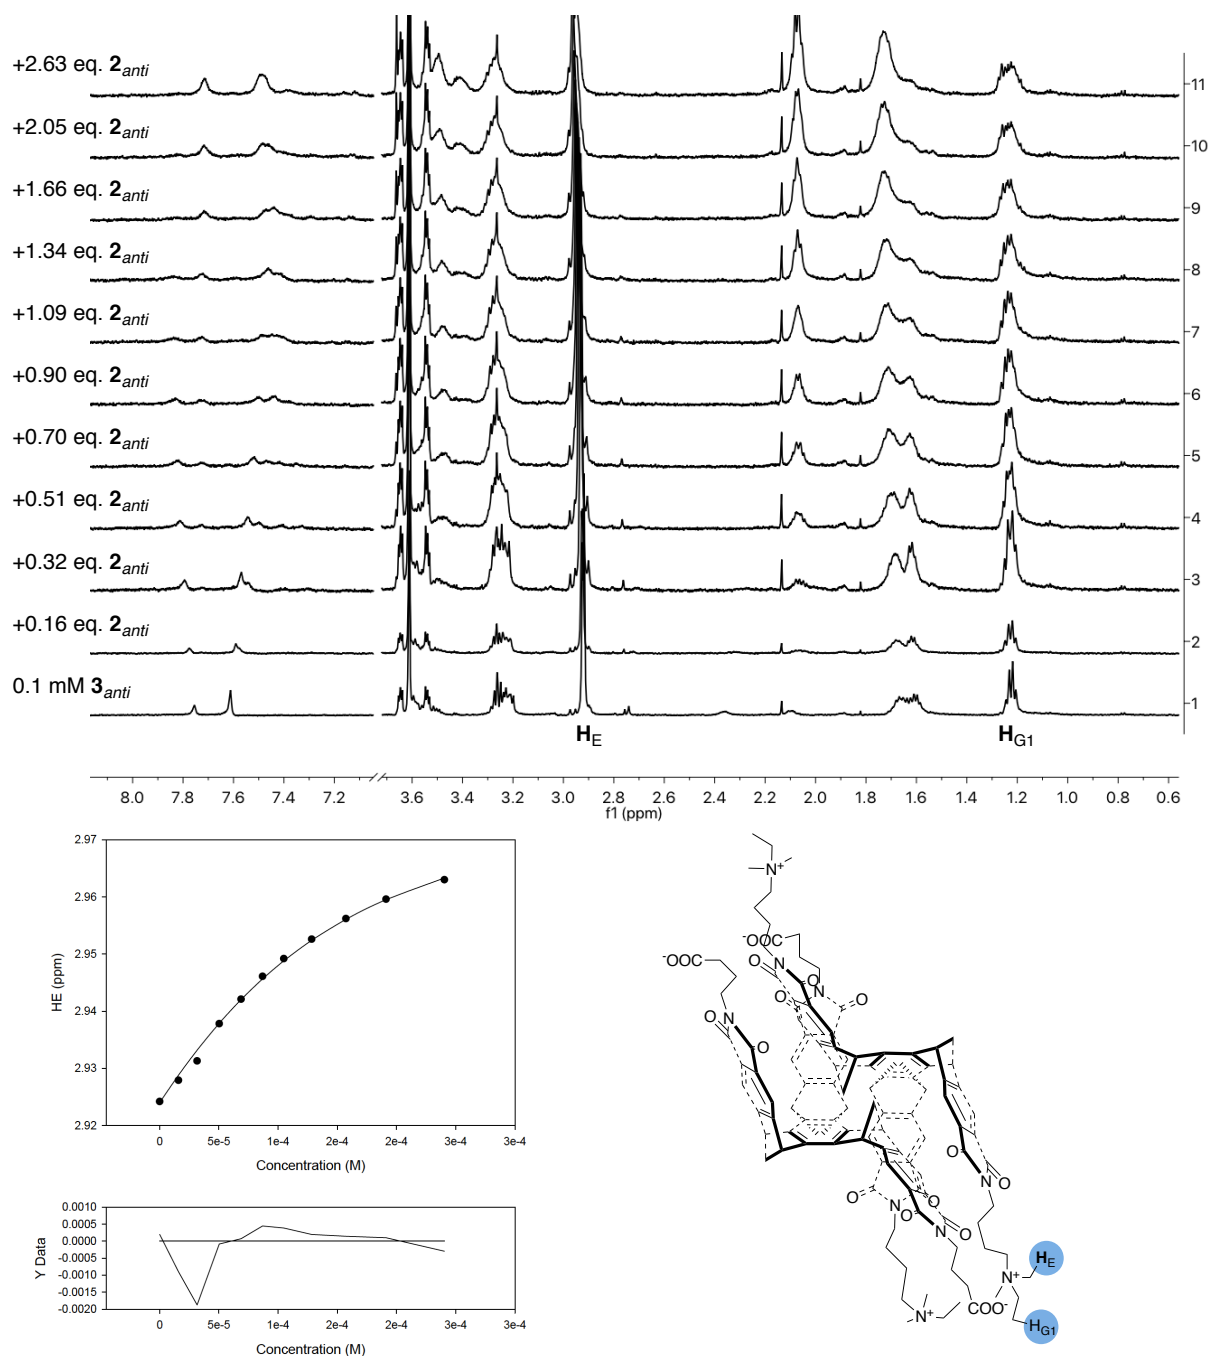 +2.63 eq. 2anti
11
+2.05 eq. 2anti
10
+1.66 eq. 2anti
9
+1.34 eq. 2anti
8
+1.09 eq. 2anti
7
+0.90 eq. 2anti
6
+0.70 eq. 2anti
5
+0.51 eq. 2anti
4
+0.32 eq. 2anti
3
+0.16 eq. 2anti
2
0.1 mM 3anti
1
HE HG1
8.0 7.8 7.6 7.4 7.2 3.6 3.4 3.2 3.0 2.8 2.6 2.4 2.2 2.0 1.8 1.6 1.4 1.2 1.0 0.8 0.6
f1 (ppm)
2.97
2.96
2.95
2.94
2.93
2.92
HE (ppm)
0 5e-5 1e-4 2e-4 2e-4 3e-4 3e-4
Concentration (M)
0.0010
0.0005
0.0000
-0.0005
-0.0010
-0.0015
-0.0020
Y Data
0 5e-5 1e-4 2e-4 2e-4 3e-4 3e-4
Concentration (M)
N+
-OOC
-OOC
O
N
O
N
O
O
O
N
O
O
N
O
O
N
O
O
N
O
O
N+
HE
N+
COO-
HG1